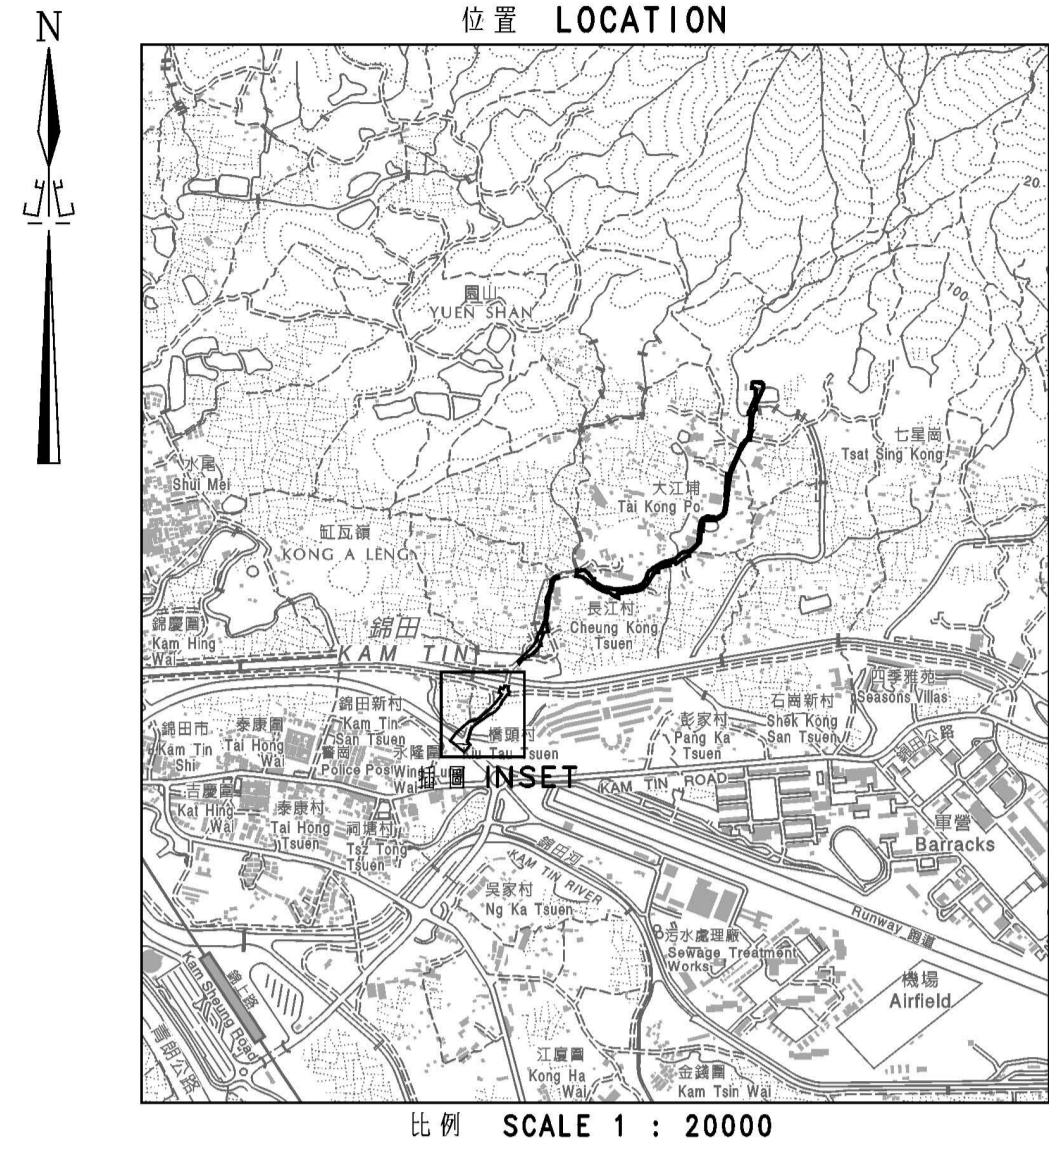 位置 LOCATION
N
20
園山
YUEN SHAN
100
七星崗
Tsat Sing Kong
水尾
Shui Mei
大江埔
Tai Kong Po
缸瓦嶺
KONG A LENG
長江村
Cheung Kong
Tsuen
錦慶圍
Kam Hing
Wai
錦田
KAM TIN
四季雅苑
Seasons Villas
錦田新村
Kam Tin
San Tsuen
石崗新村
Shek Kong
San Tsuen
彭家村
Pang Ka
Tsuen
錦田市
Kam Tin
Shi
泰康圍
Tai Hong
Wai
警崗
Police Post
永隆圍
Wing Lu
Wai
橋頭村
iu Tau Tsuen
錦田公路
插圖 INSET
KAM TIN ROAD
吉慶圍
Kat Hing
Wai
泰康村
Tai Hong
Tsuen
祠塘村
Tsz Tong
Tsuen
軍營
Barracks
錦田河
KAM TIN RIVER
吳家村
Ng Ka Tsuen
Runway 跑道
污水處理廠
Sewage Treatment
Works
機場
Airfield
錦上路
Kam Sheung Road
青朗公路
江廈圍
Kong Ha
Wai
金錢圍
Kam Tsin Wai
比例 SCALE 1 : 20000